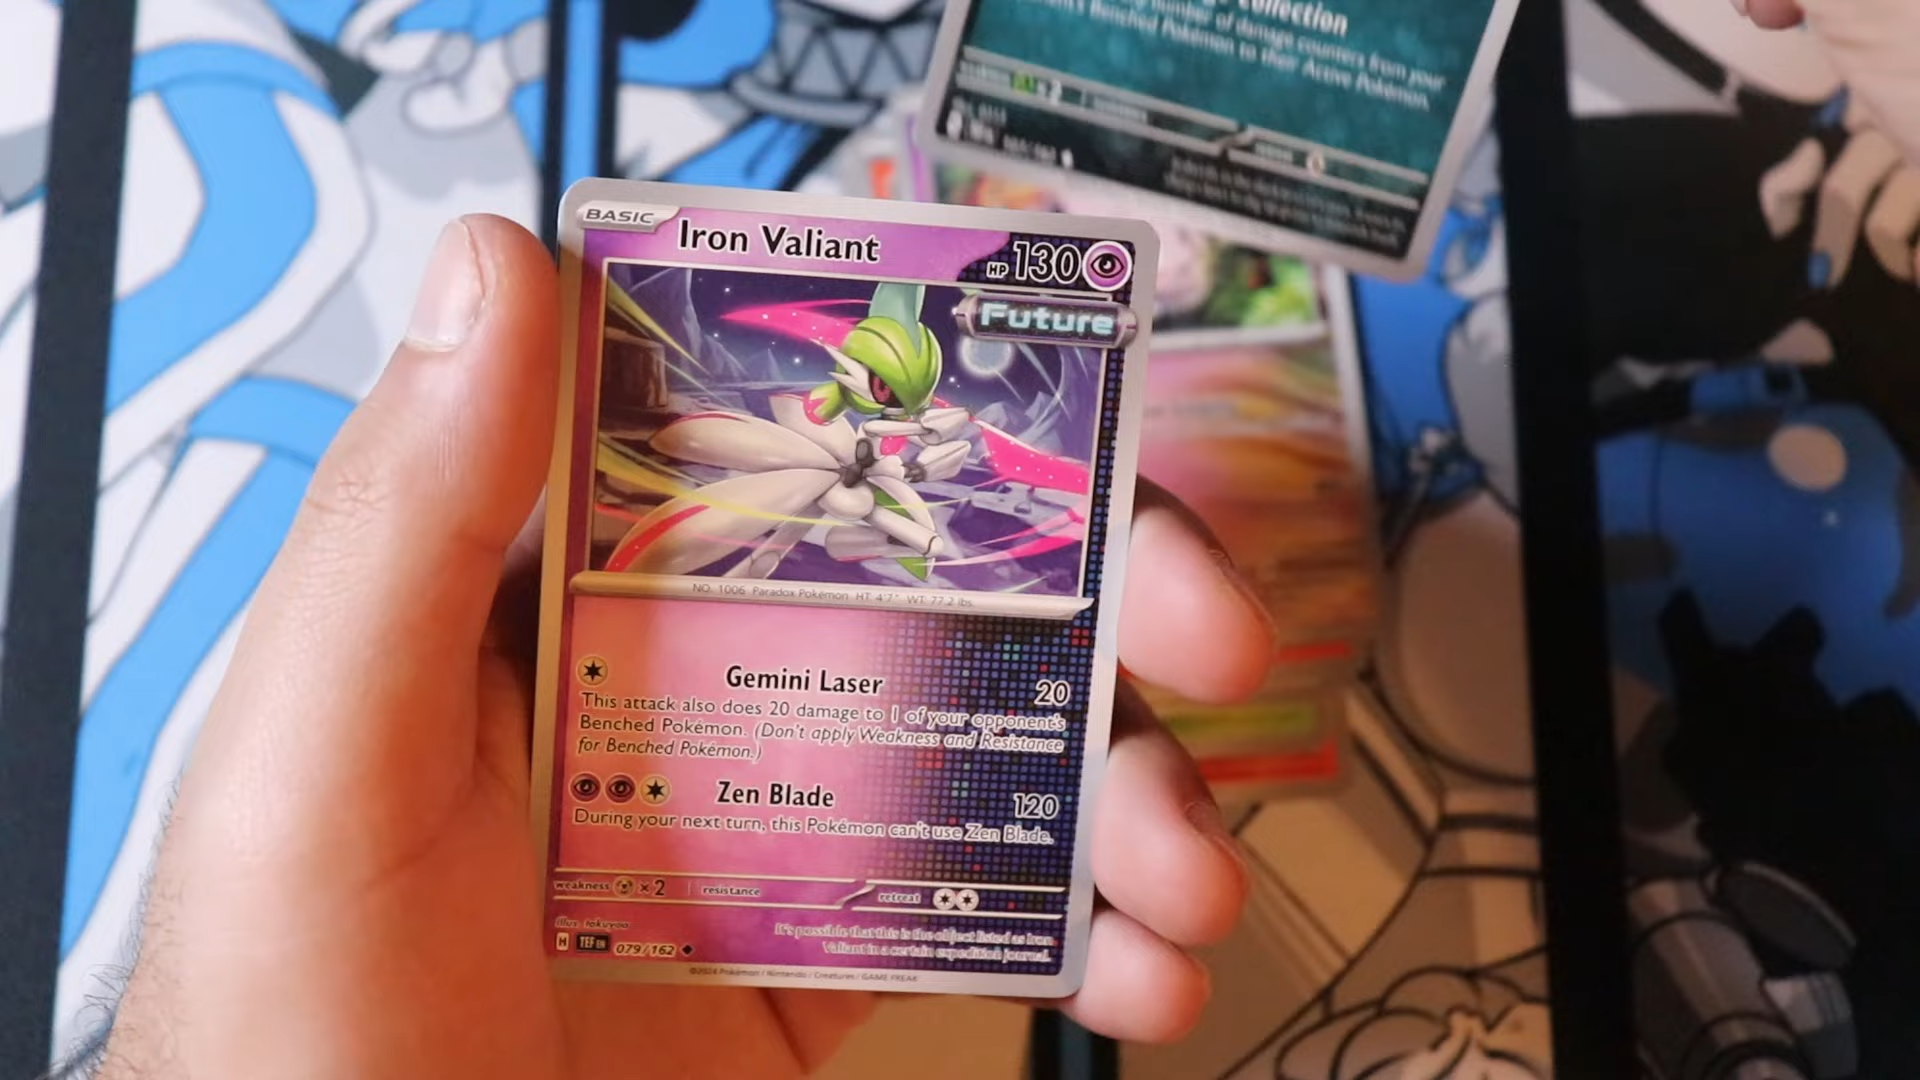 Collection
number of damage counters from your
Benched Pokémon to their Active Pokémon.
×2
BASIC
Iron Valiant
HP 130
Future
NO. 1006 Paradox Pokémon HT: 4'7" WT: 77.2 lbs.
Gemini Laser 20
This attack also does 20 damage to 1 of your opponent's
Benched Pokémon. (Don't apply Weakness and Resistance
for Benched Pokémon.)
Zen Blade 120
During your next turn, this Pokémon can't use Zen Blade.
weakness ×2 resistance retreat
illus. tokuyoa
H TEF EN 079/162
It's possible that this is the object listed as Iron
Valiant in a certain expedition journal.
©2024 Pokémon / Nintendo / Creatures / GAME FREAK